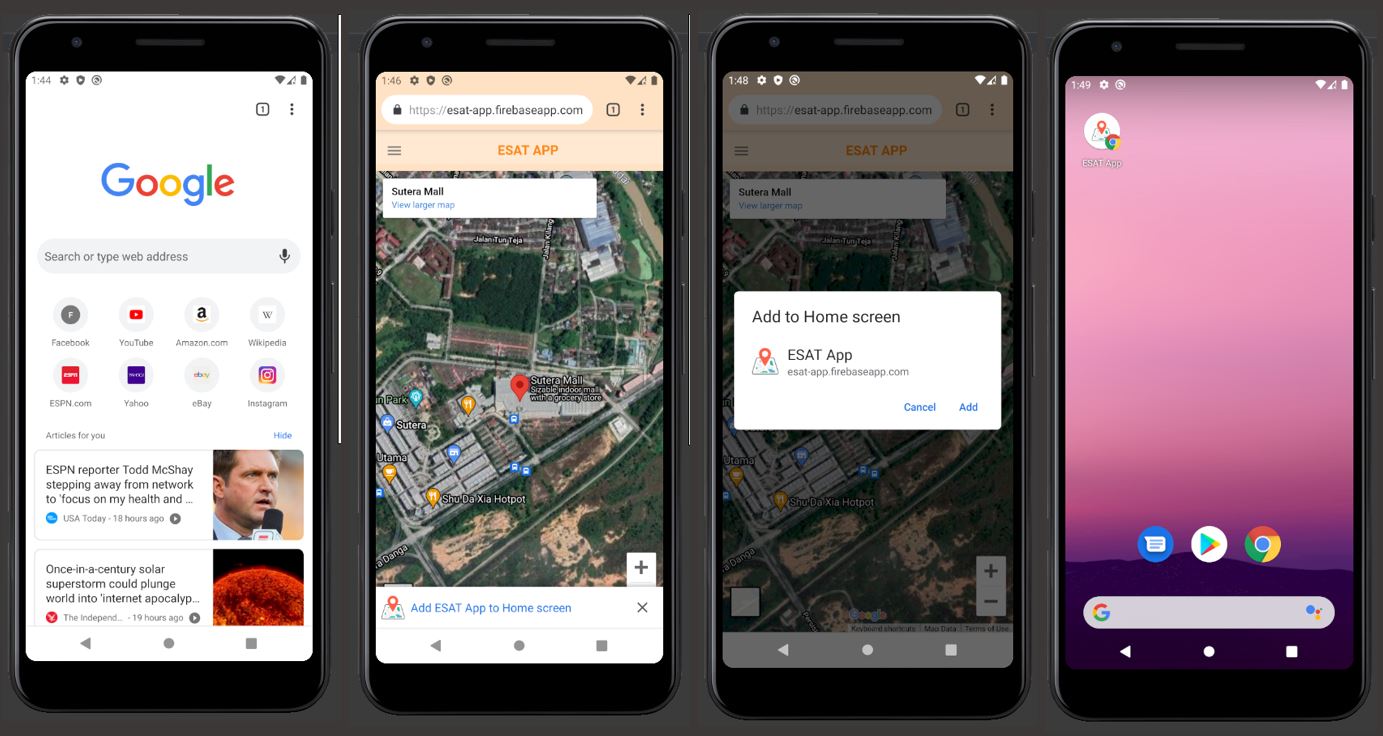 1:44
1
Google
Search or type web address
F
a
W
Facebook
YouTube
Amazon.com
Wikipedia
ESPN
YAHOO!
ebay
ESPN.com
Yahoo
eBay
Instagram
Articles for you
Hide
ESPN reporter Todd McShay
stepping away from network
to 'focus on my health and ...
USA Today - 18 hours ago
Once-in-a-century solar
superstorm could plunge
world into 'internet apocalyp...
The Independ... - 19 hours ago
1:46
https://esat-app.firebaseapp.com
1
ESAT APP
Sutera Mall
View larger map
Jalan Tun Teja
Jalan Kilang
Sutera Mall
Sizable indoor mall
with a grocery store
un Park
Sutera
Utama
Shu Da Xia Hotpot
a Danga
+
Add ESAT App to Home screen
1:48
https://esat-app.firebaseapp.com
1
ESAT APP
Sutera Mall
View larger map
Jalan Tun Teja
Add to Home screen
ESAT App
esat-app.firebaseapp.com
Cancel
Add
Utama
Shu Da Xia Hotpot
a Danga
+
−
Google
Keyboard shortcuts
Map Data
Terms of Use
1:49
ESAT App
G